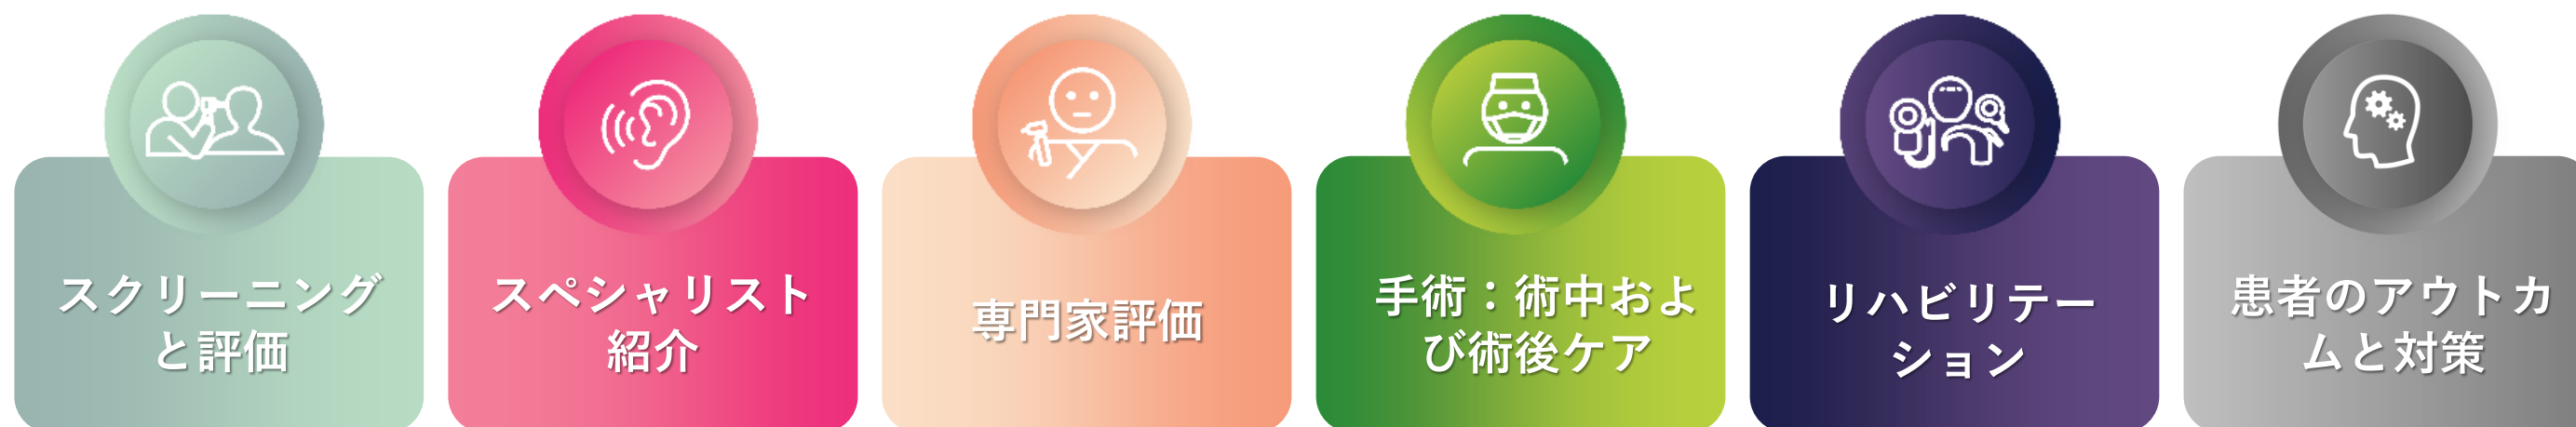 スクリーニング
と評価
スペシャリスト
紹介
専門家評価
手術：術中およ
び術後ケア
リハビリテー
ション
患者のアウトカ
ムと対策